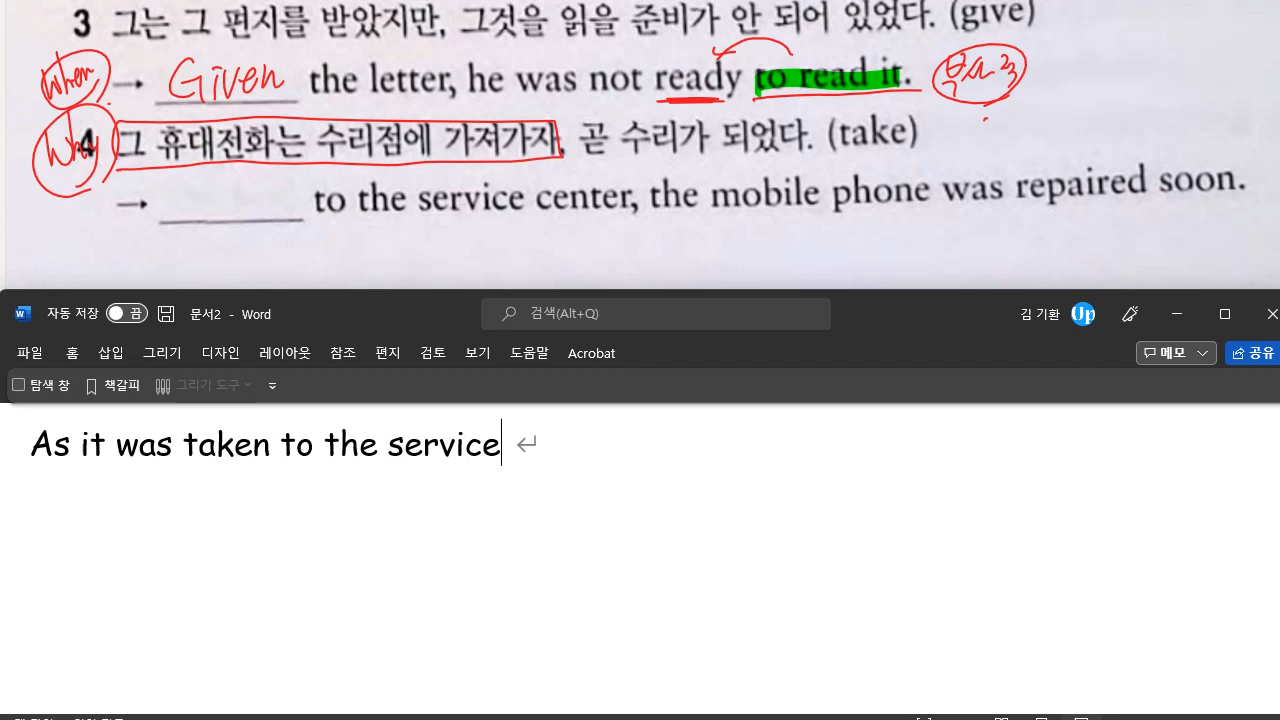 3 그는 그 편지를 받았지만, 그것을 읽을 준비가 안 되어 있었다. (give)
When → Given the letter, he was not ready to read it. 부사3
Why 4 그 휴대전화는 수리점에 가져가자, 곧 수리가 되었다. (take)
→ ______ to the service center, the mobile phone was repaired soon.
자동 저장 끔 문서2 - Word 검색(Alt+Q) 김 기환 Up
파일 홈 삽입 그리기 디자인 레이아웃 참조 편지 검토 보기 도움말 Acrobat 메모 공유
탐색 창 책갈피 그리기 도구
As it was taken to the service